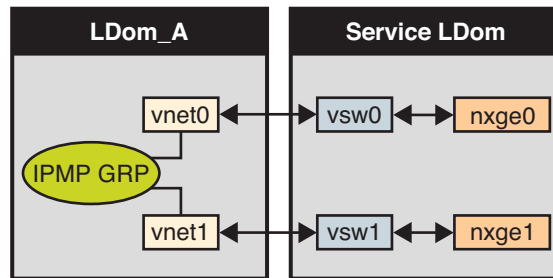 LDom_A
Service LDom
vnet0
vsw0
nxge0
IPMP GRP
vnet1
vsw1
nxge1